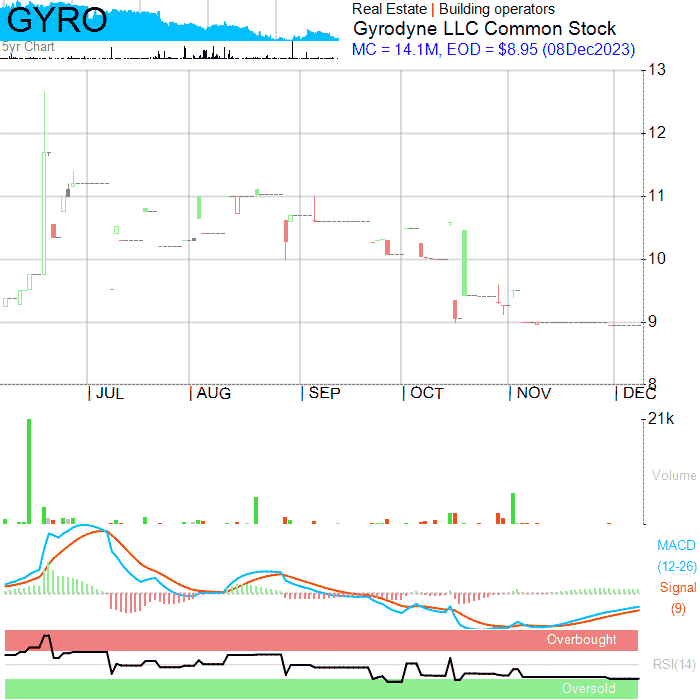 GYRO
5yr Chart
Real Estate | Building operators
Gyrodyne LLC Common Stock
MC = 14.1M, EOD = $8.95 (08Dec2023)
13
12
11
10
9
8
JUL AUG SEP OCT NOV DEC
21k
Volume
MACD
(12-26)
Signal
(9)
Overbought
RSI(14)
Oversold